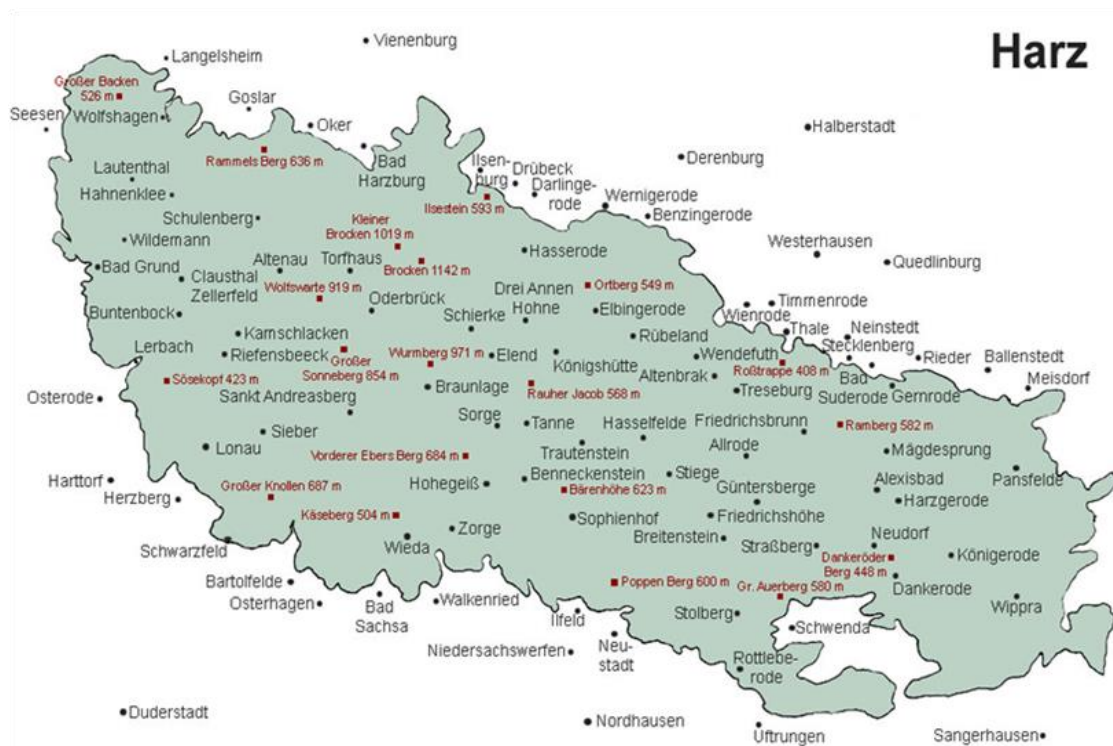 Harz
Vienenburg
Langelsheim
Großer Backen
526 m
Goslar
Seesen
Wolfshagen
Oker
Halberstadt
Rammels Berg 636 m
Bad
Harzburg
Ilsen-
burg
Drübeck
Darlinge-
rode
Derenburg
Lautenthal
Hahnenklee
Ilsestein 593 m
Wernigerode
Benzingerode
Schulenberg
Kleiner
Brocken 1019 m
Wildemann
Hasserode
Westerhausen
Quedlinburg
Bad Grund
Altenau
Torfhaus
Brocken 1142 m
Clausthal
Zellerfeld
Wolfswarte 919 m
Drei Annen
Hohne
Ortberg 549 m
Buntenbock
Oderbrück
Elbingerode
Timmenrode
Wienrode
Schierke
Kamschlacken
Rübeland
Thale
Neinstedt
Stecklenberg
Lerbach
Riefensbeeck
Großer
Sonneberg 854 m
Wurmberg 971 m
Elend
Königshütte
Wendefuth
Roßtrappe 408 m
Rieder
Ballenstedt
Sösekopf 423 m
Braunlage
Rauher Jacob 568 m
Altenbrak
Treseburg
Bad
Suderode
Gernrode
Meisdorf
Osterode
Sankt Andreasberg
Sorge
Tanne
Hasselfelde
Friedrichsbrunn
Ramberg 582 m
Sieber
Lonau
Trautenstein
Allrode
Mägdesprung
Vorderer Ebers Berg 684 m
Harttorf
Herzberg
Großer Knollen 687 m
Hohegeiß
Benneckenstein
Bärenhöhe 623 m
Stiege
Güntersberge
Alexisbad
Pansfelde
Harzgerode
Käseberg 504 m
Zorge
Sophienhof
Friedrichshöhe
Schwarzfeld
Wieda
Breitenstein
Straßberg
Neudorf
Königerode
Dankeröder
Berg 448 m
Bartolfelde
Osterhagen
Bad
Sachsa
Walkenried
Poppen Berg 600 m
Gr. Auerberg 580 m
Dankerode
Wippra
Ilfeld
Stolberg
Schwenda
Niedersachswerfen
Neu-
stadt
Rottlebe-
rode
Duderstadt
Nordhausen
Uftrungen
Sangerhausen